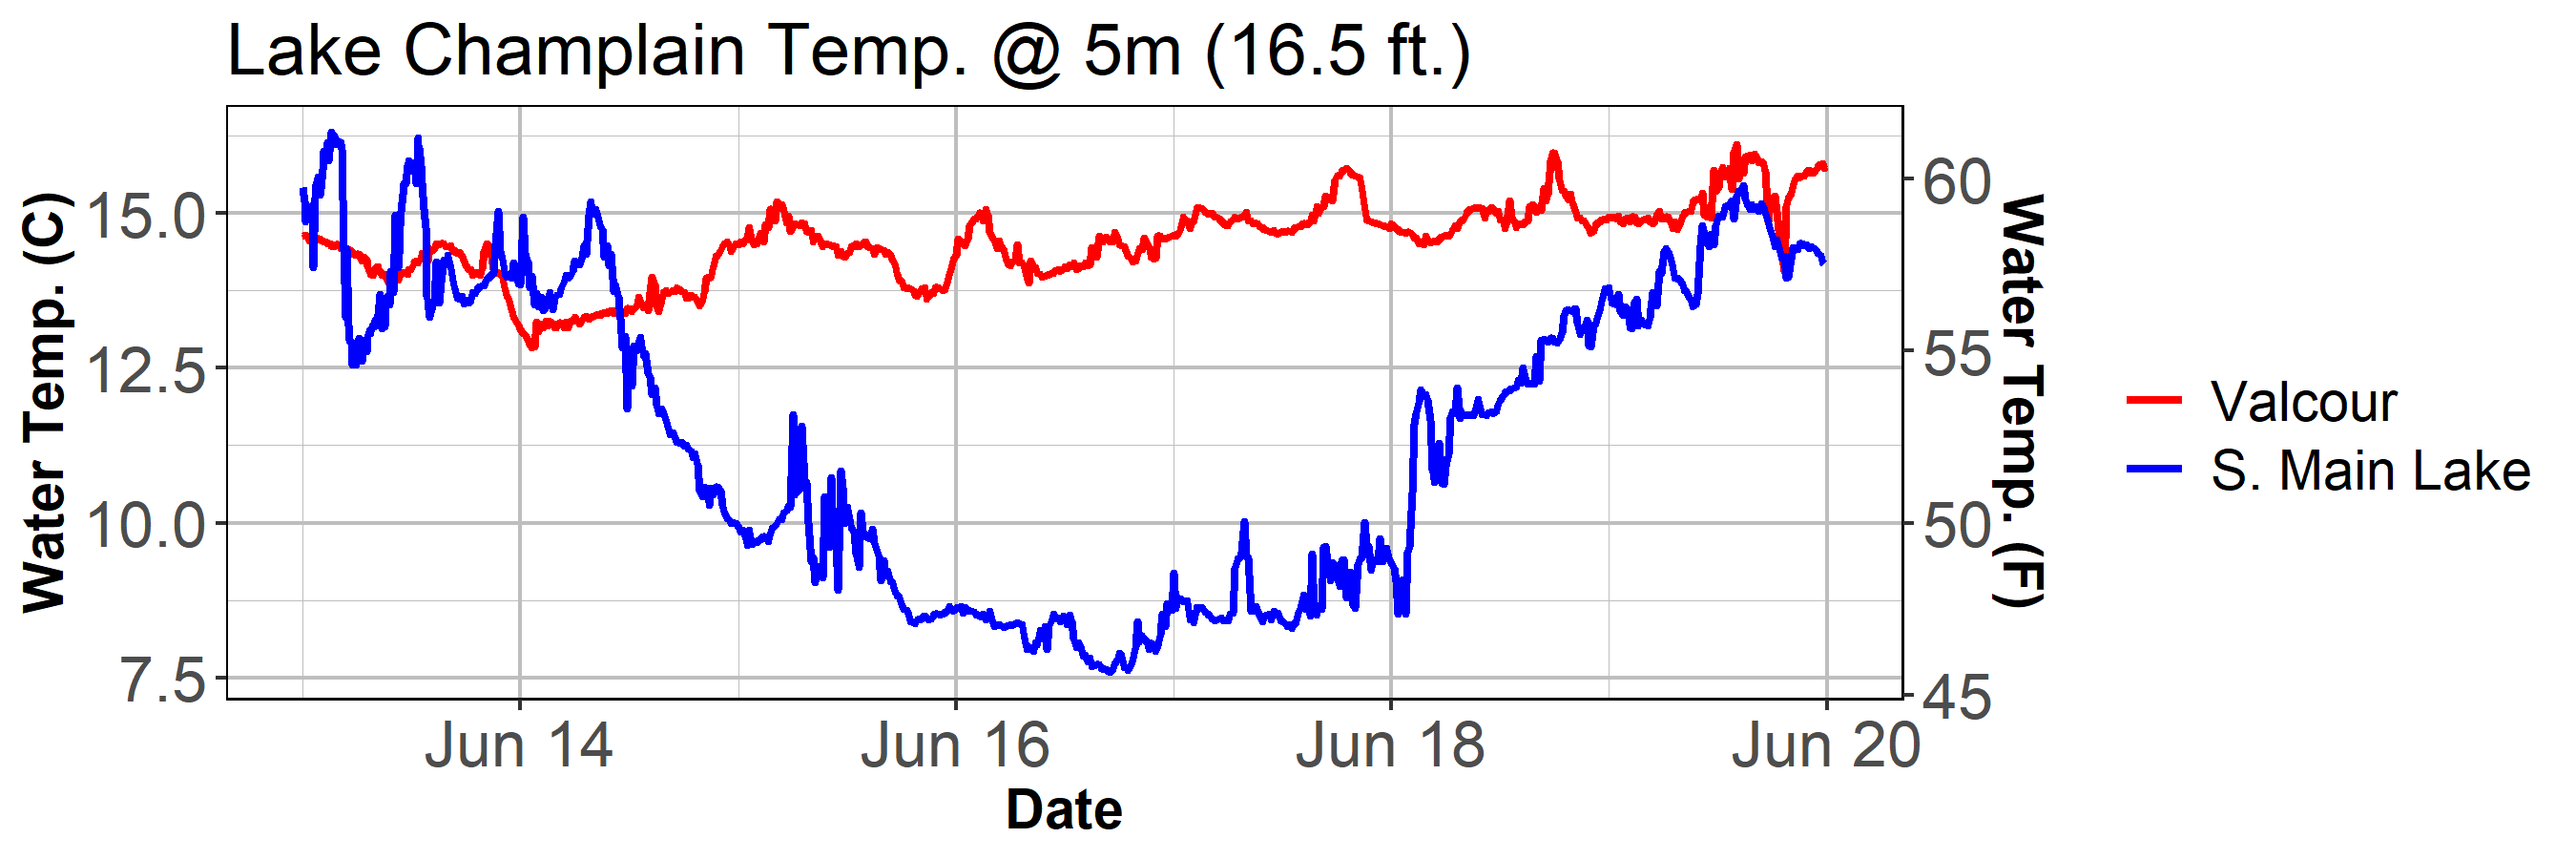 Lake Champlain Temp. @ 5m (16.5 ft.)
Water Temp. (C)
15.0
12.5
10.0
7.5
60
55
50
45
Water Temp. (F)
Jun 14
Jun 16
Jun 18
Jun 20
Date
Valcour
S. Main Lake